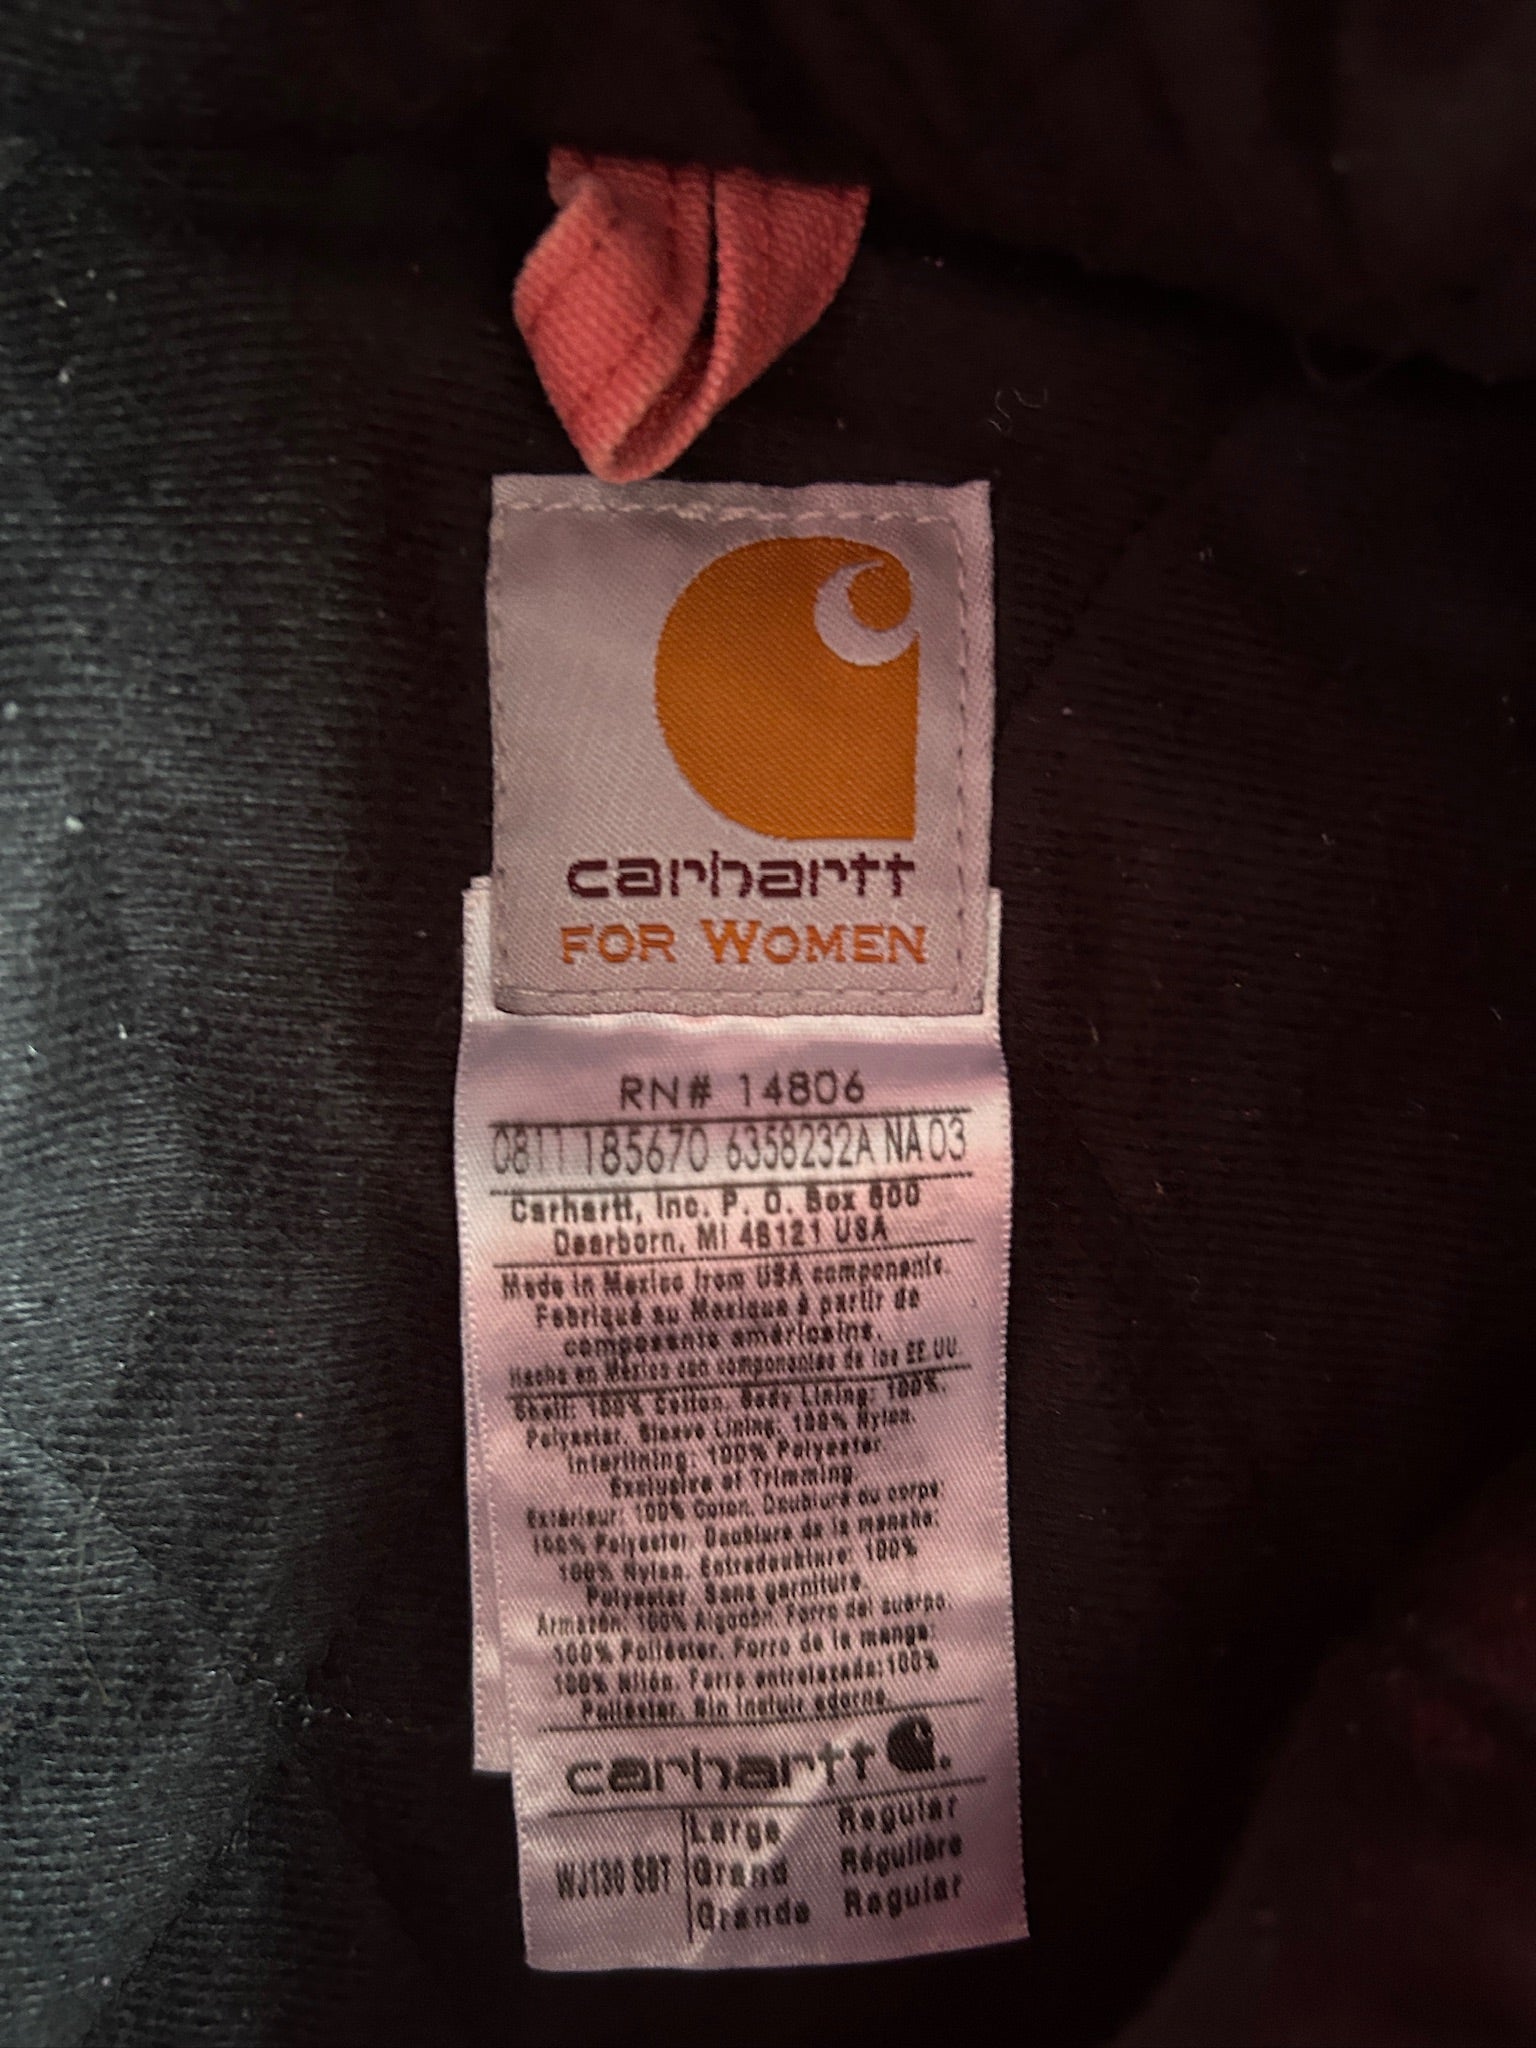 carhartt
FOR WOMEN
RN# 14806
0811 185670 6358232A NA 03
Carhartt, Inc. P. O. Box 600
Dearborn, MI 48121 USA
Made in Mexico from USA components.
Fabriqué au Mexique à partir de
composants américains.
Hecho en México con componentes de los EE.UU.
Shell: 100% Cotton. Body Lining: 100%
Polyester. Sleeve Lining: 100% Nylon.
Interlining: 100% Polyester.
Exclusive of Trimming.
Extérieur: 100% Coton. Doublure du corps:
100% Polyester. Doublure de la manche:
100% Nylon. Entredoublure: 100%
Polyester. Sans garniture.
Armazón: 100% Algodón. Forro del cuerpo:
100% Poliéster. Forro de la manga:
100% Nilón. Forro entrelazado: 100%
Poliéster. Sin incluir adorno.
carhartt
WJ130 SBT
Large Regular
Grand Régulière
Grande Regular